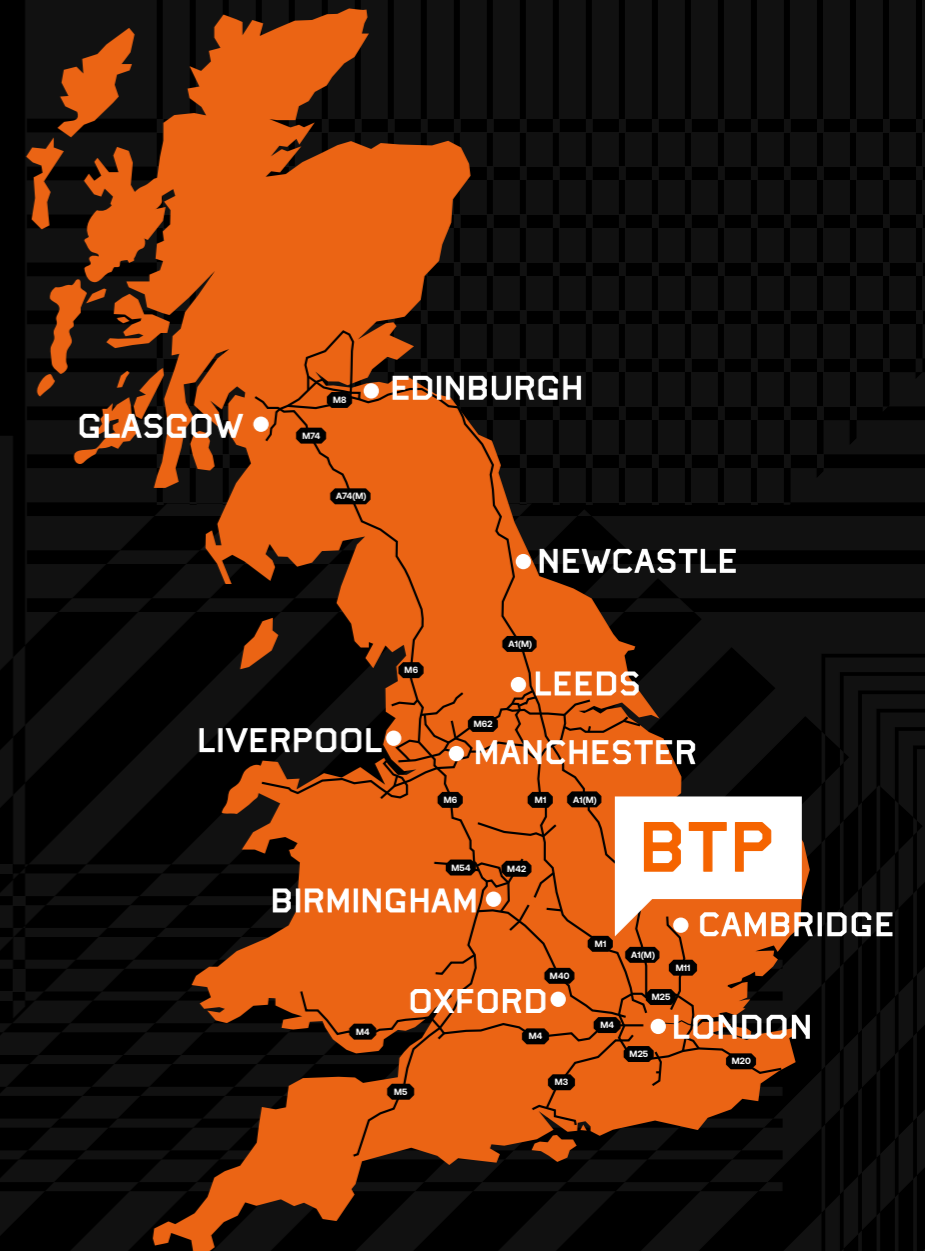 EDINBURGH
M8
GLASGOW
M74
A74(M)
NEWCASTLE
A1(M)
M6
LEEDS
M62
LIVERPOOL
MANCHESTER
M6
M1
A1(M)
BTP
M54
M42
BIRMINGHAM
CAMBRIDGE
M1
A1(M)
M11
M40
OXFORD
M25
M4
M4
M4
LONDON
M25
M20
M3
M5